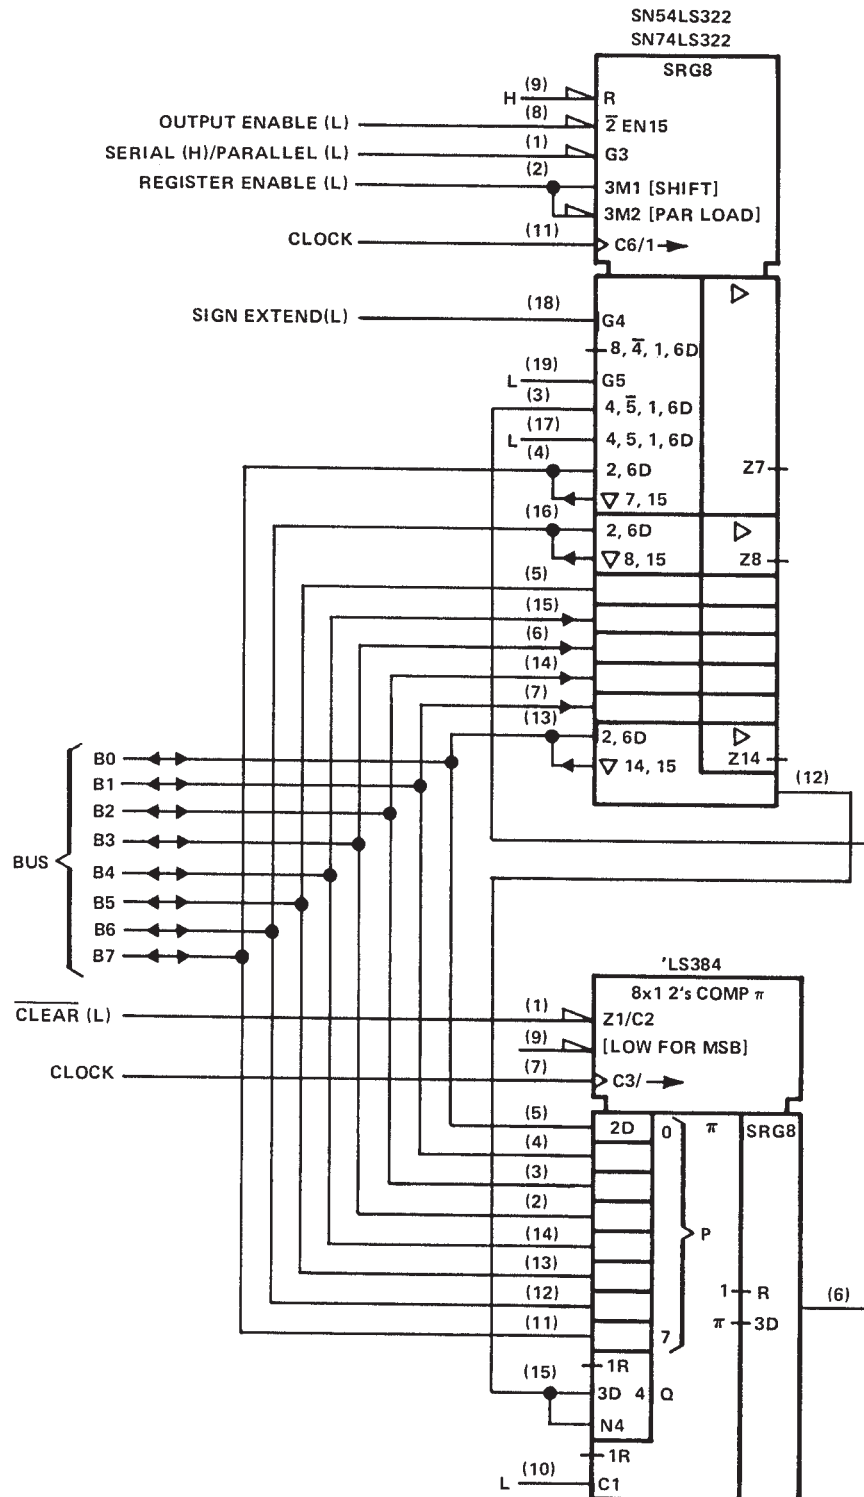 SN54LS322
SN74LS322
SRG8
(9)
H
R
(8)
OUTPUT ENABLE (L)
2̅ EN15
(1)
SERIAL (H)/PARALLEL (L)
G3
(2)
REGISTER ENABLE (L)
3M1 [SHIFT]
3M2 [PAR LOAD]
(11)
CLOCK
C6/1
(18)
SIGN EXTEND(L)
G4
8, 4̅, 1, 6D
(19)
L
G5
(3)
4, 5̅, 1, 6D
(17)
L
4, 5, 1, 6D
(4)
2, 6D
Z7
▽ 7, 15
(16)
2, 6D
▽ 8, 15
Z8
(5)
(15)
(6)
(14)
(7)
(13)
2, 6D
▽ 14, 15
Z14
(12)
BUS
B0
B1
B2
B3
B4
B5
B6
B7
'LS384
8x1 2's COMP π
C̅L̅E̅A̅R̅ (L)
(1)
Z1/C2
(9)
[LOW FOR MSB]
CLOCK
(7)
C3/
(5)
2D
0
π
SRG8
(4)
(3)
(2)
P
(14)
(13)
(12)
1
R
(6)
(11)
7
π
3D
1R
(15)
3D 4 Q
N4
1R
(10)
L
C1